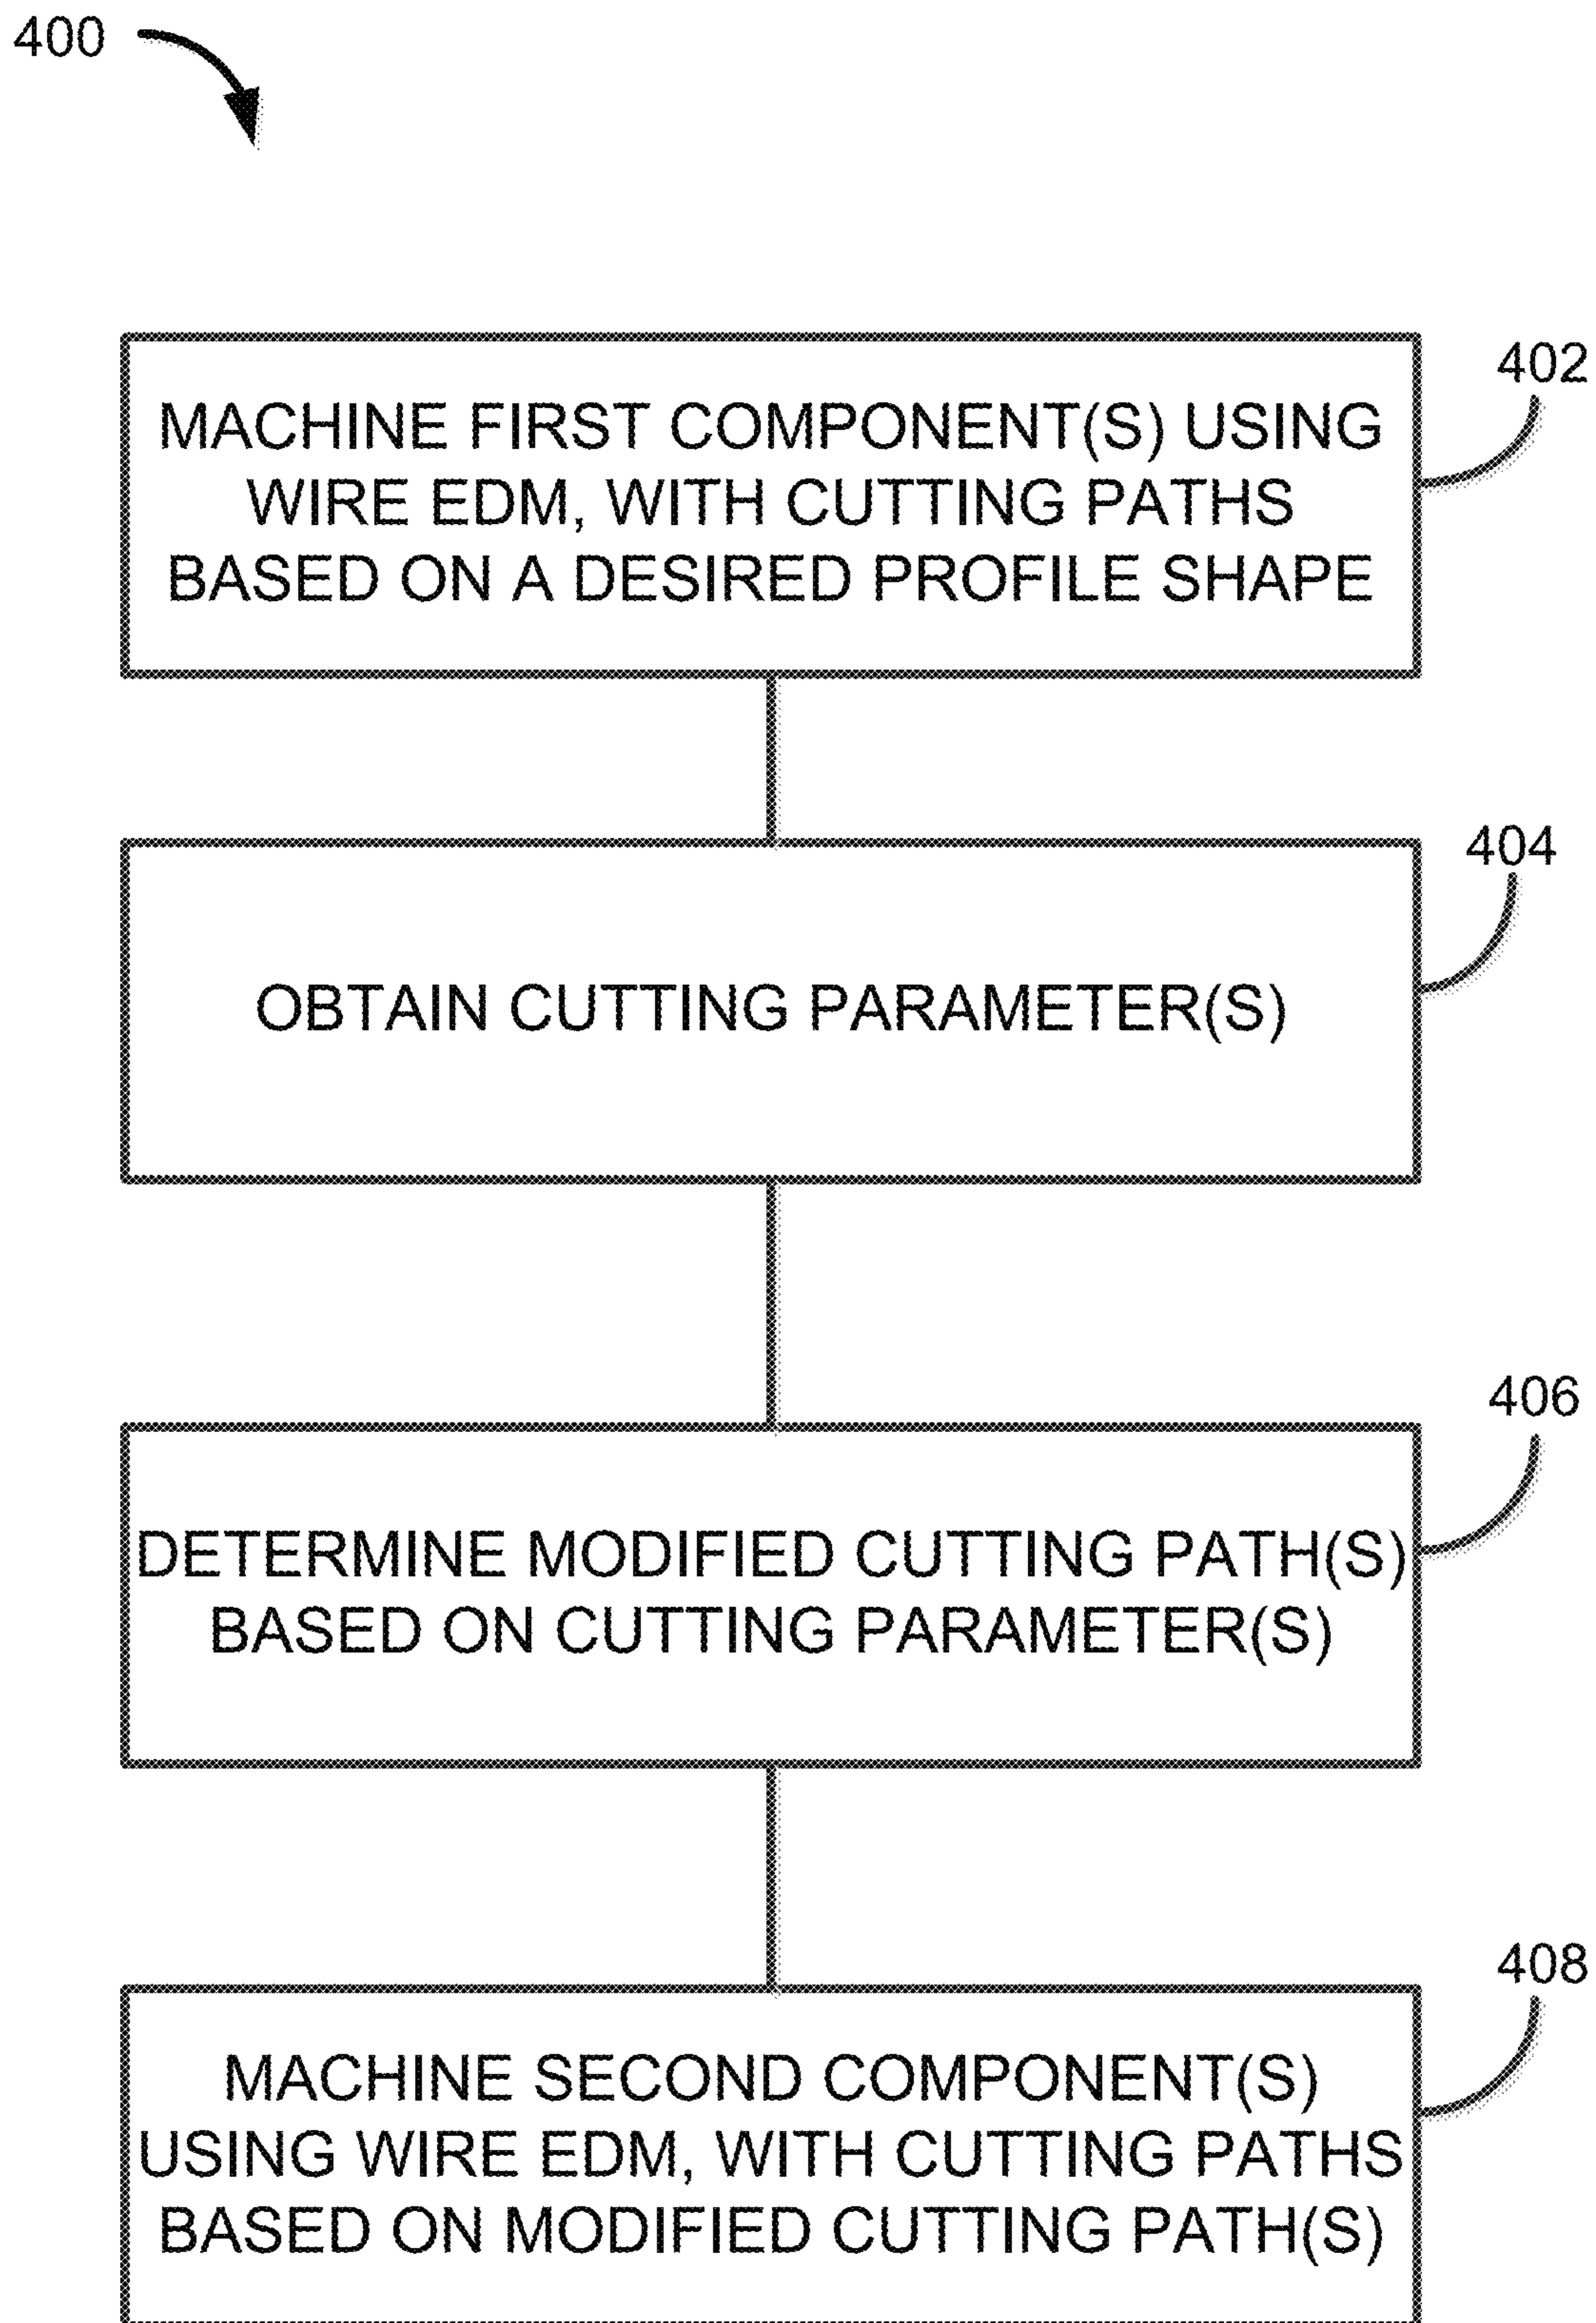 400
402
MACHINE FIRST COMPONENT(S) USING
WIRE EDM, WITH CUTTING PATHS
BASED ON A DESIRED PROFILE SHAPE
404
OBTAIN CUTTING PARAMETER(S)
406
DETERMINE MODIFIED CUTTING PATH(S)
BASED ON CUTTING PARAMETER(S)
408
MACHINE SECOND COMPONENT(S)
USING WIRE EDM, WITH CUTTING PATHS
BASED ON MODIFIED CUTTING PATH(S)